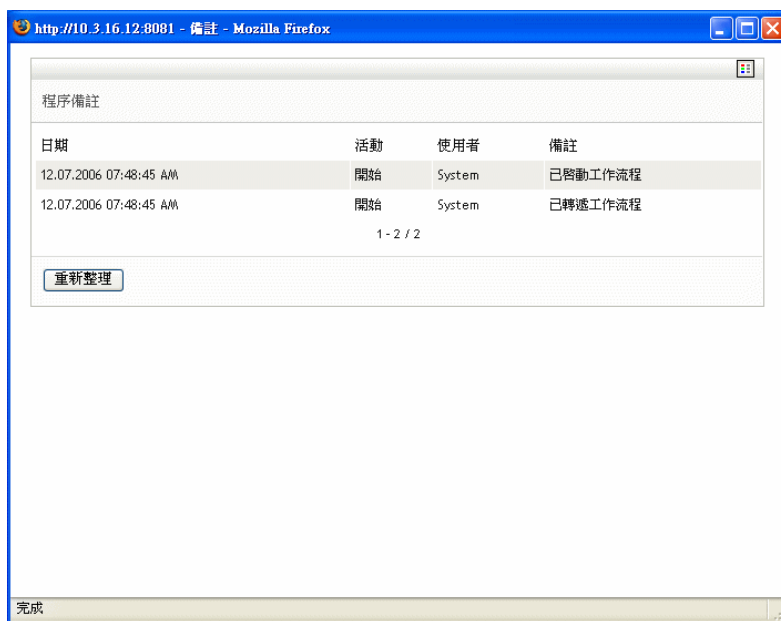 http://10.3.16.12:8081 - 備註 - Mozilla Firefox
程序備註
日期 活動 使用者 備註
12.07.2006 07:48:45 AM 開始 System 已啟動工作流程
12.07.2006 07:48:45 AM 開始 System 已轉遞工作流程
1 - 2 / 2
重新整理
完成